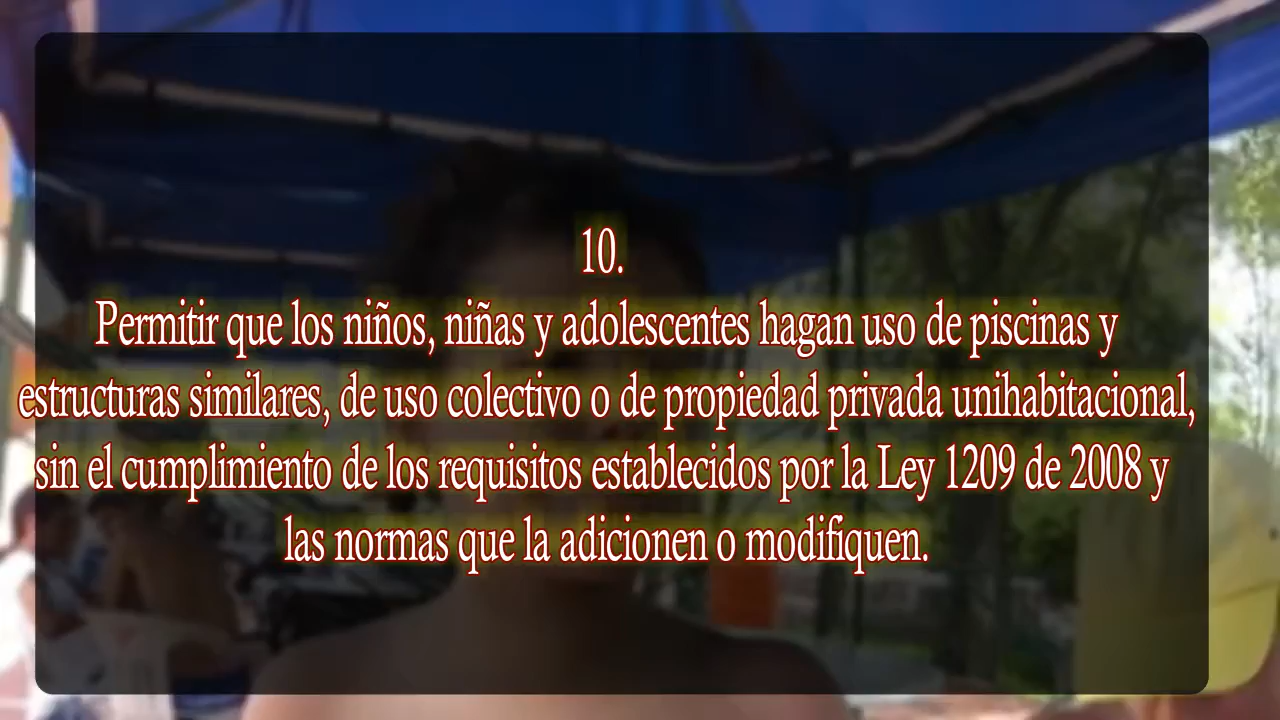 10.
Permitir que los niños, niñas y adolescentes hagan uso de piscinas y
estructuras similares, de uso colectivo o de propiedad privada unihabitacional,
sin el cumplimiento de los requisitos establecidos por la Ley 1209 de 2008 y
las normas que la adicionen o modifiquen.